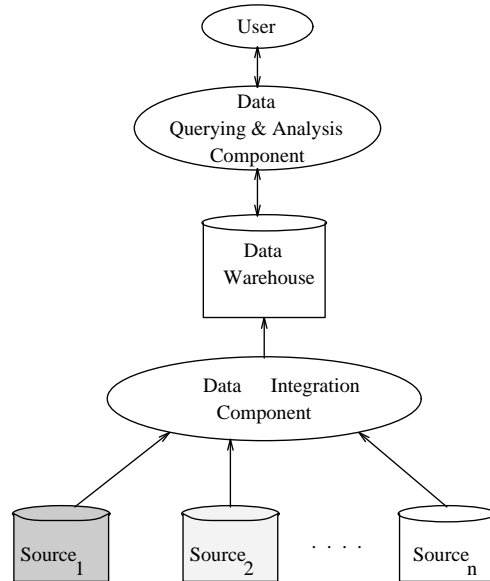 User
Data
Querying & Analysis
Component
Data
Warehouse
Data Integration
Component
Source1 Source2 . . . . Sourcen